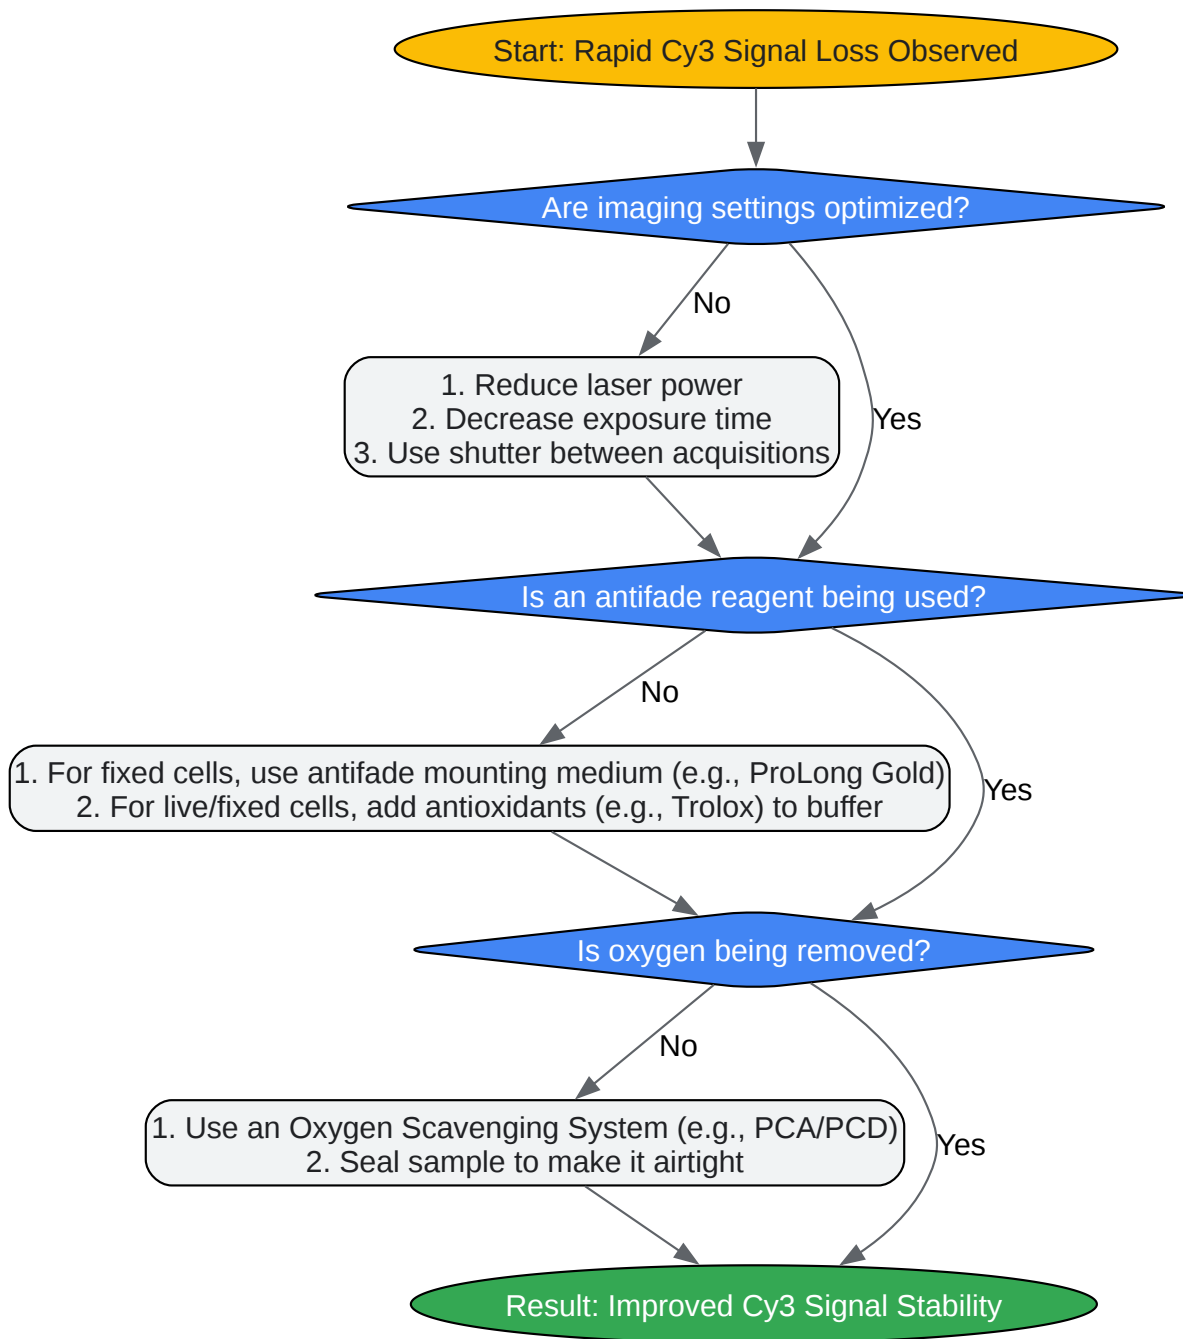 Start: Rapid Cy3 Signal Loss Observed
Are imaging settings optimized?
No
1. Reduce laser power
2. Decrease exposure time
3. Use shutter between acquisitions
Yes
Is an antifade reagent being used?
No
1. For fixed cells, use antifade mounting medium (e.g., ProLong Gold)
2. For live/fixed cells, add antioxidants (e.g., Trolox) to buffer
Yes
Is oxygen being removed?
No
1. Use an Oxygen Scavenging System (e.g., PCA/PCD)
2. Seal sample to make it airtight
Yes
Result: Improved Cy3 Signal Stability